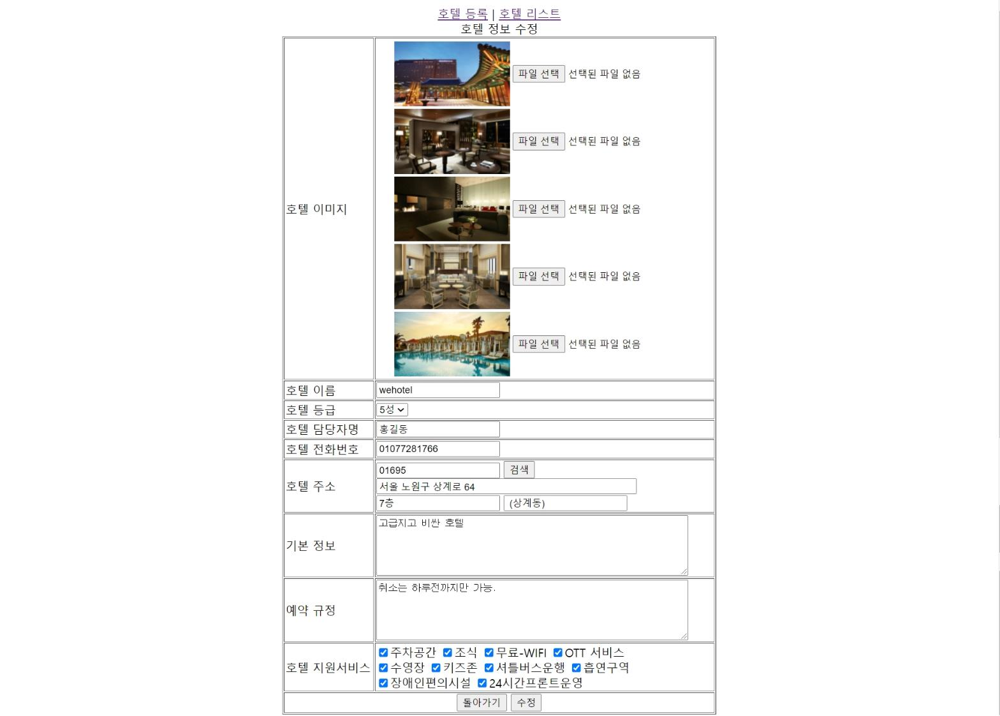 호텔 등록 | 호텔 리스트
호텔 정보 수정
호텔 이미지
파일 선택 선택된 파일 없음
파일 선택 선택된 파일 없음
파일 선택 선택된 파일 없음
파일 선택 선택된 파일 없음
파일 선택 선택된 파일 없음
호텔 이름 wehotel
호텔 등급 5성
호텔 담당자명 홍길동
호텔 전화번호 01077281766
호텔 주소
01695 검색
서울 노원구 상계로 64
7층 (상계동)
기본 정보
고급지고 비싼 호텔
예약 규정
취소는 하루전까지만 가능.
호텔 지원서비스
주차공간 조식 무료-WIFI OTT 서비스
수영장 키즈존 셔틀버스운행 흡연구역
장애인편의시설 24시간프론트운영
돌아가기 수정